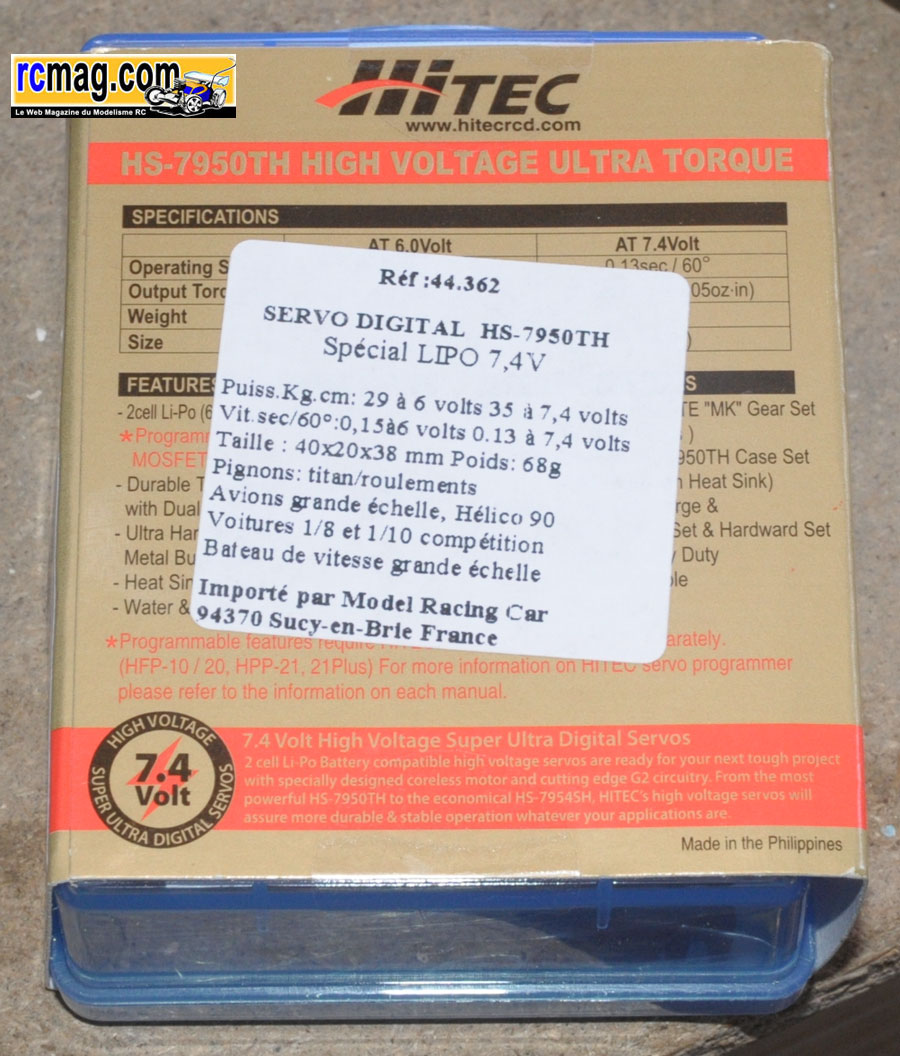 rcmag.com
Le Web Magazine du Modelisme RC
HiTEC
www.hitecrcd.com
HS-7950TH HIGH VOLTAGE ULTRA TORQUE
SPECIFICATIONS
AT 6.0Volt AT 7.4Volt
Operating 0.13sec / 60°
Output 05oz·in)
Weight
Size )
FEATURES S
- 2cell Li-Po (6 TE "MK" Gear Set
*Program )
MOSFET 950TH Case Set
- Durable T Heat Sink)
with Dual rge &
- Ultra Har Set & Hardward Set
Metal Bu Duty
- Heat Sin ble
- Water &
*Programmable features require arately.
(HFP-10 / 20, HPP-21, 21Plus) For more information on HITEC servo programmer
please refer to the information on each manual.
Réf :44.362
SERVO DIGITAL HS-7950TH
Spécial LIPO 7,4V
Puiss.Kg.cm: 29 à 6 volts 35 à 7,4 volts
Vit.sec/60°:0,15à6 volts 0.13 à 7,4 volts
Taille : 40x20x38 mm Poids: 68g
Pignons: titan/roulements
Avions grande échelle, Hélico 90
Voitures 1/8 et 1/10 compétition
Bateau de vitesse grande échelle
Importé par Model Racing Car
94370 Sucy-en-Brie France
HIGH VOLTAGE
7.4
Volt
SUPER ULTRA DIGITAL SERVOS
7.4 Volt High Voltage Super Ultra Digital Servos
2 cell Li-Po Battery compatible high voltage servos are ready for your next tough project
with specially designed coreless motor and cutting edge G2 circuitry. From the most
powerful HS-7950TH to the economical HS-7954SH, HITEC's high voltage servos will
assure more durable & stable operation whatever your applications are.
Made in the Philippines